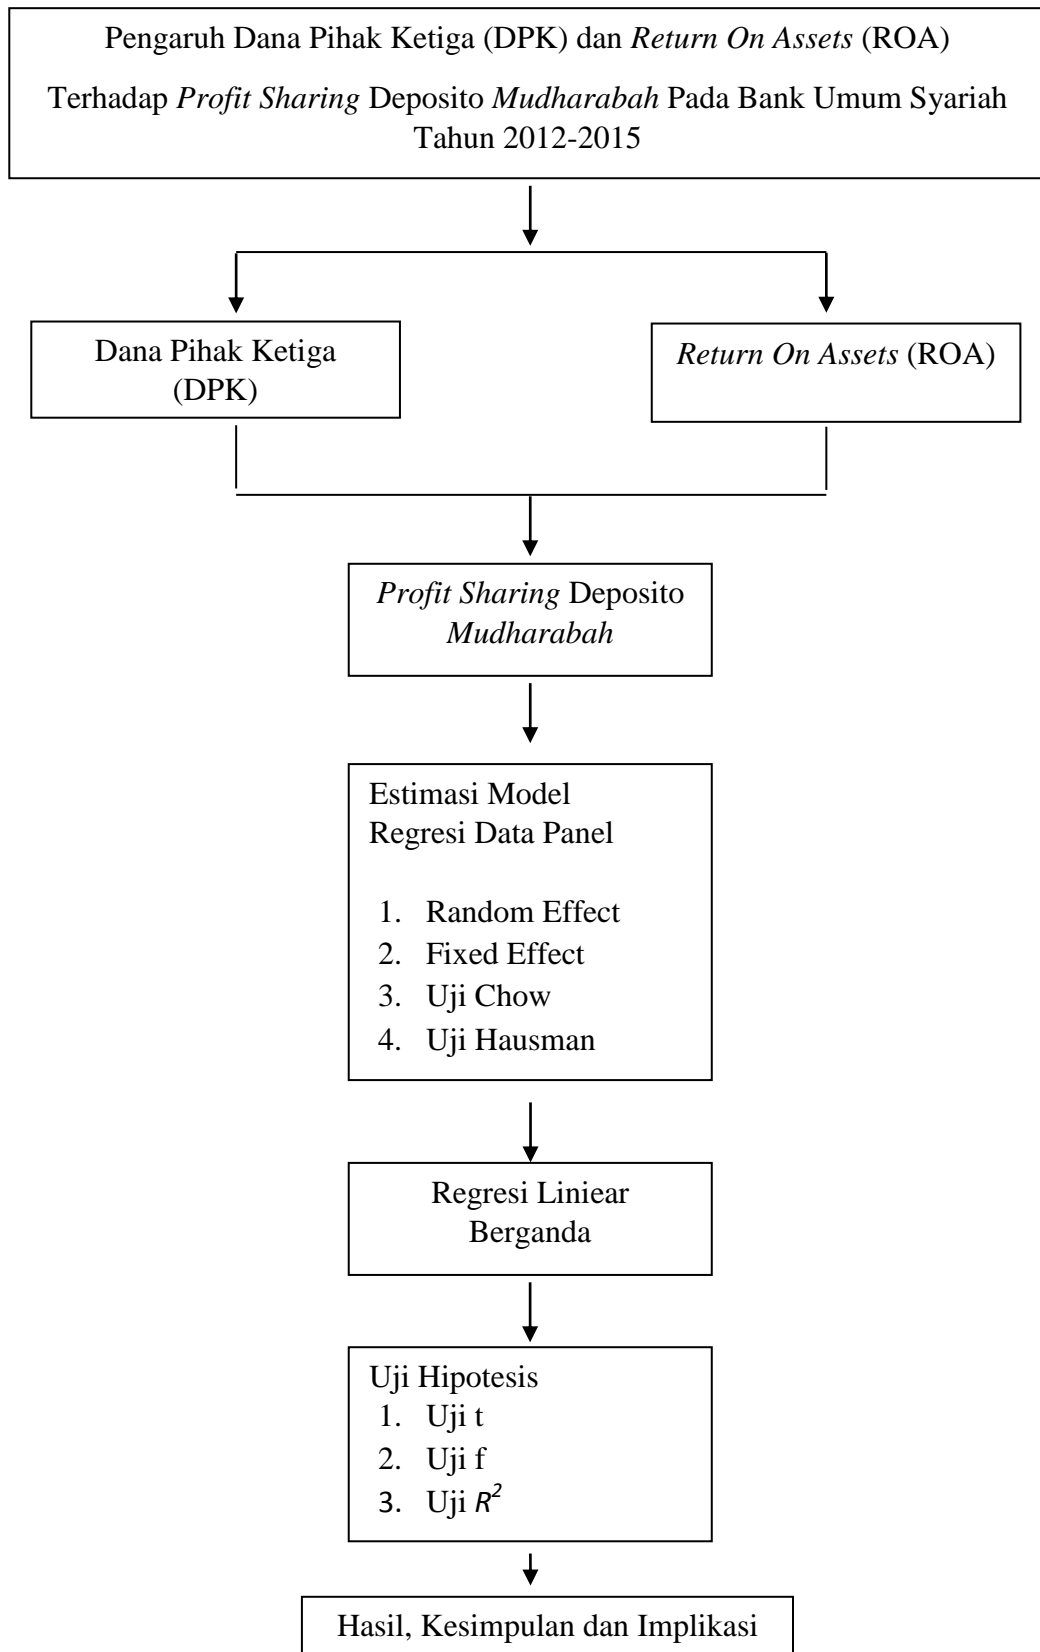 Pengaruh Dana Pihak Ketiga (DPK) dan Return On Assets (ROA)
Terhadap Profit Sharing Deposito Mudharabah Pada Bank Umum Syariah
Tahun 2012-2015
Dana Pihak Ketiga
(DPK)
Return On Assets (ROA)
Profit Sharing Deposito
Mudharabah
Estimasi Model
Regresi Data Panel
1. Random Effect
2. Fixed Effect
3. Uji Chow
4. Uji Hausman
Regresi Liniear
Berganda
Uji Hipotesis
1. Uji t
2. Uji f
3. Uji R²
Hasil, Kesimpulan dan Implikasi